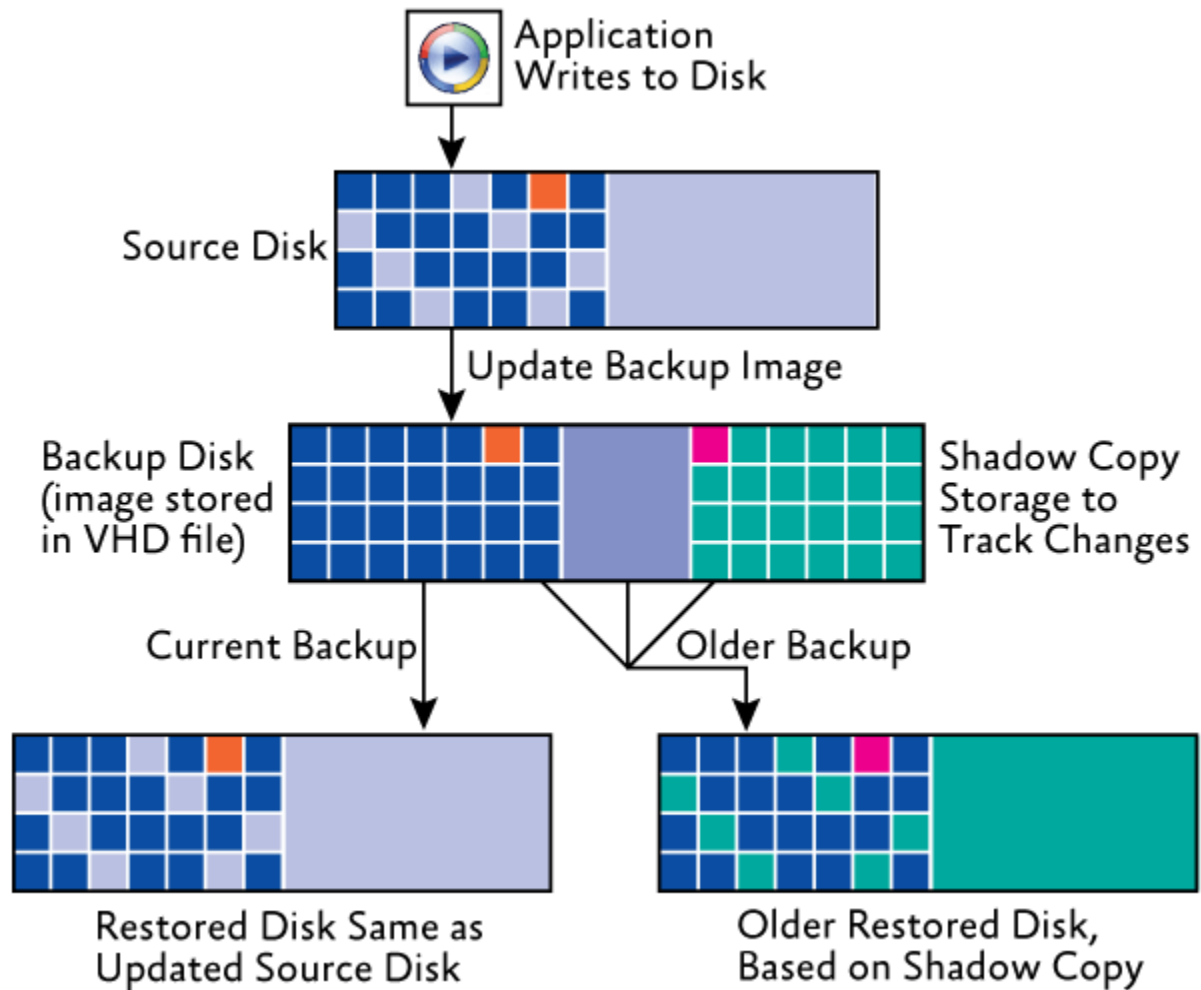 Application
Writes to Disk
Source Disk
Update Backup Image
Backup Disk
(image stored
in VHD file)
Shadow Copy
Storage to
Track Changes
Current Backup
Older Backup
Restored Disk Same as
Updated Source Disk
Older Restored Disk,
Based on Shadow Copy